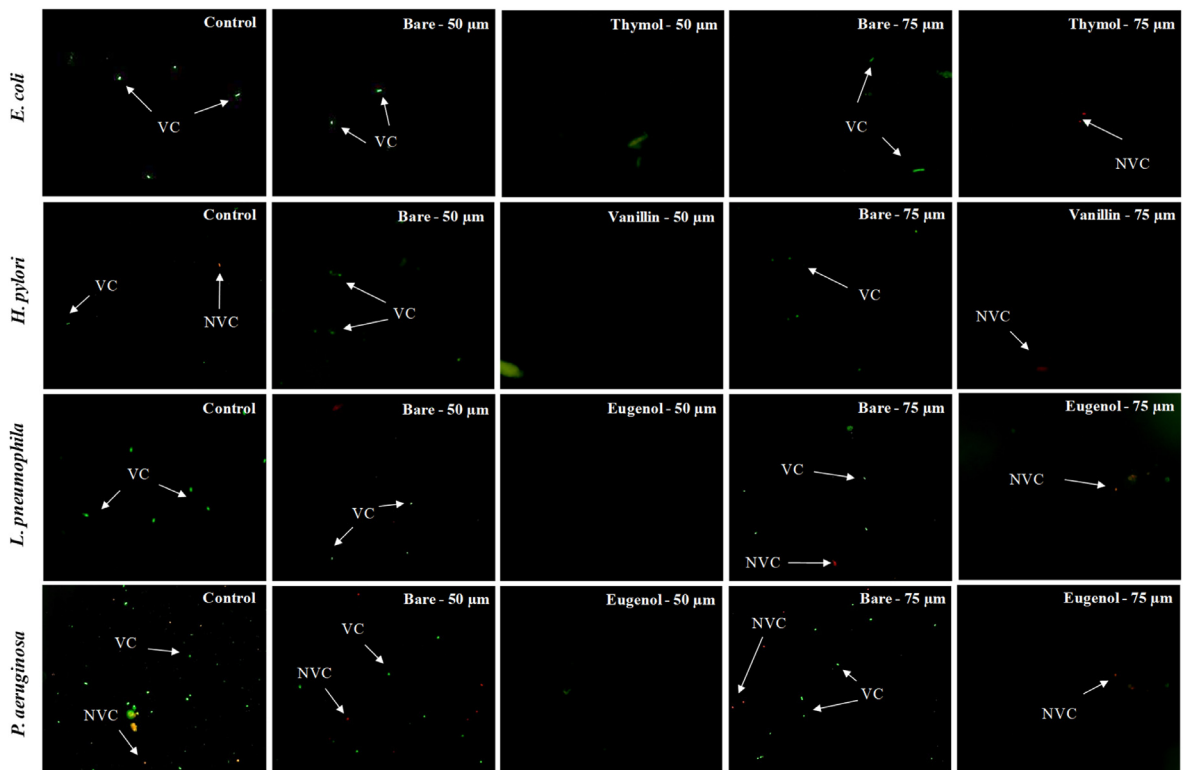 Control
Bare - 50 µm
Thymol - 50 µm
Bare - 75 µm
Thymol - 75 µm
E. coli
VC
VC
VC
NVC
Control
Bare - 50 µm
Vanillin - 50 µm
Bare - 75 µm
Vanillin - 75 µm
H. pylori
VC
NVC
VC
VC
NVC
Control
Bare - 50 µm
Eugenol - 50 µm
Bare - 75 µm
Eugenol - 75 µm
L. pneumophila
VC
VC
VC
NVC
NVC
Control
Bare - 50 µm
Eugenol - 50 µm
Bare - 75 µm
Eugenol - 75 µm
P. aeruginosa
VC
NVC
VC
NVC
NVC
VC
NVC